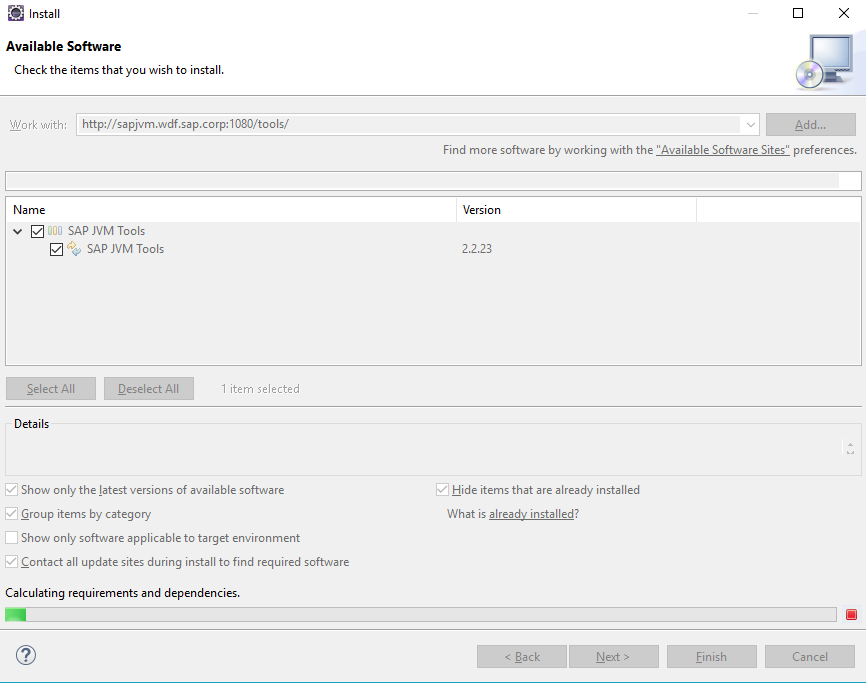 Install
Available Software
Check the items that you wish to install.
Work with: http://sapjvm.wdf.sap.corp:1080/tools/ Add...
Find more software by working with the "Available Software Sites" preferences.
Name Version
SAP JVM Tools
SAP JVM Tools 2.2.23
Select All Deselect All 1 item selected
Details
Show only the latest versions of available software Hide items that are already installed
Group items by category What is already installed?
Show only software applicable to target environment
Contact all update sites during install to find required software
Calculating requirements and dependencies.
? < Back Next > Finish Cancel